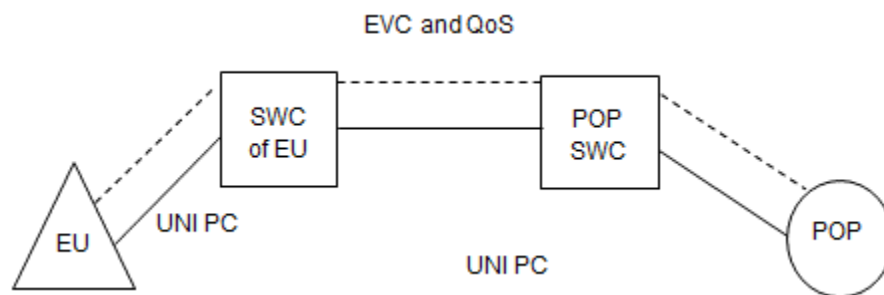 EVC and QoS
SWC
of EU
POP
SWC
EU
UNI PC
POP
UNI PC